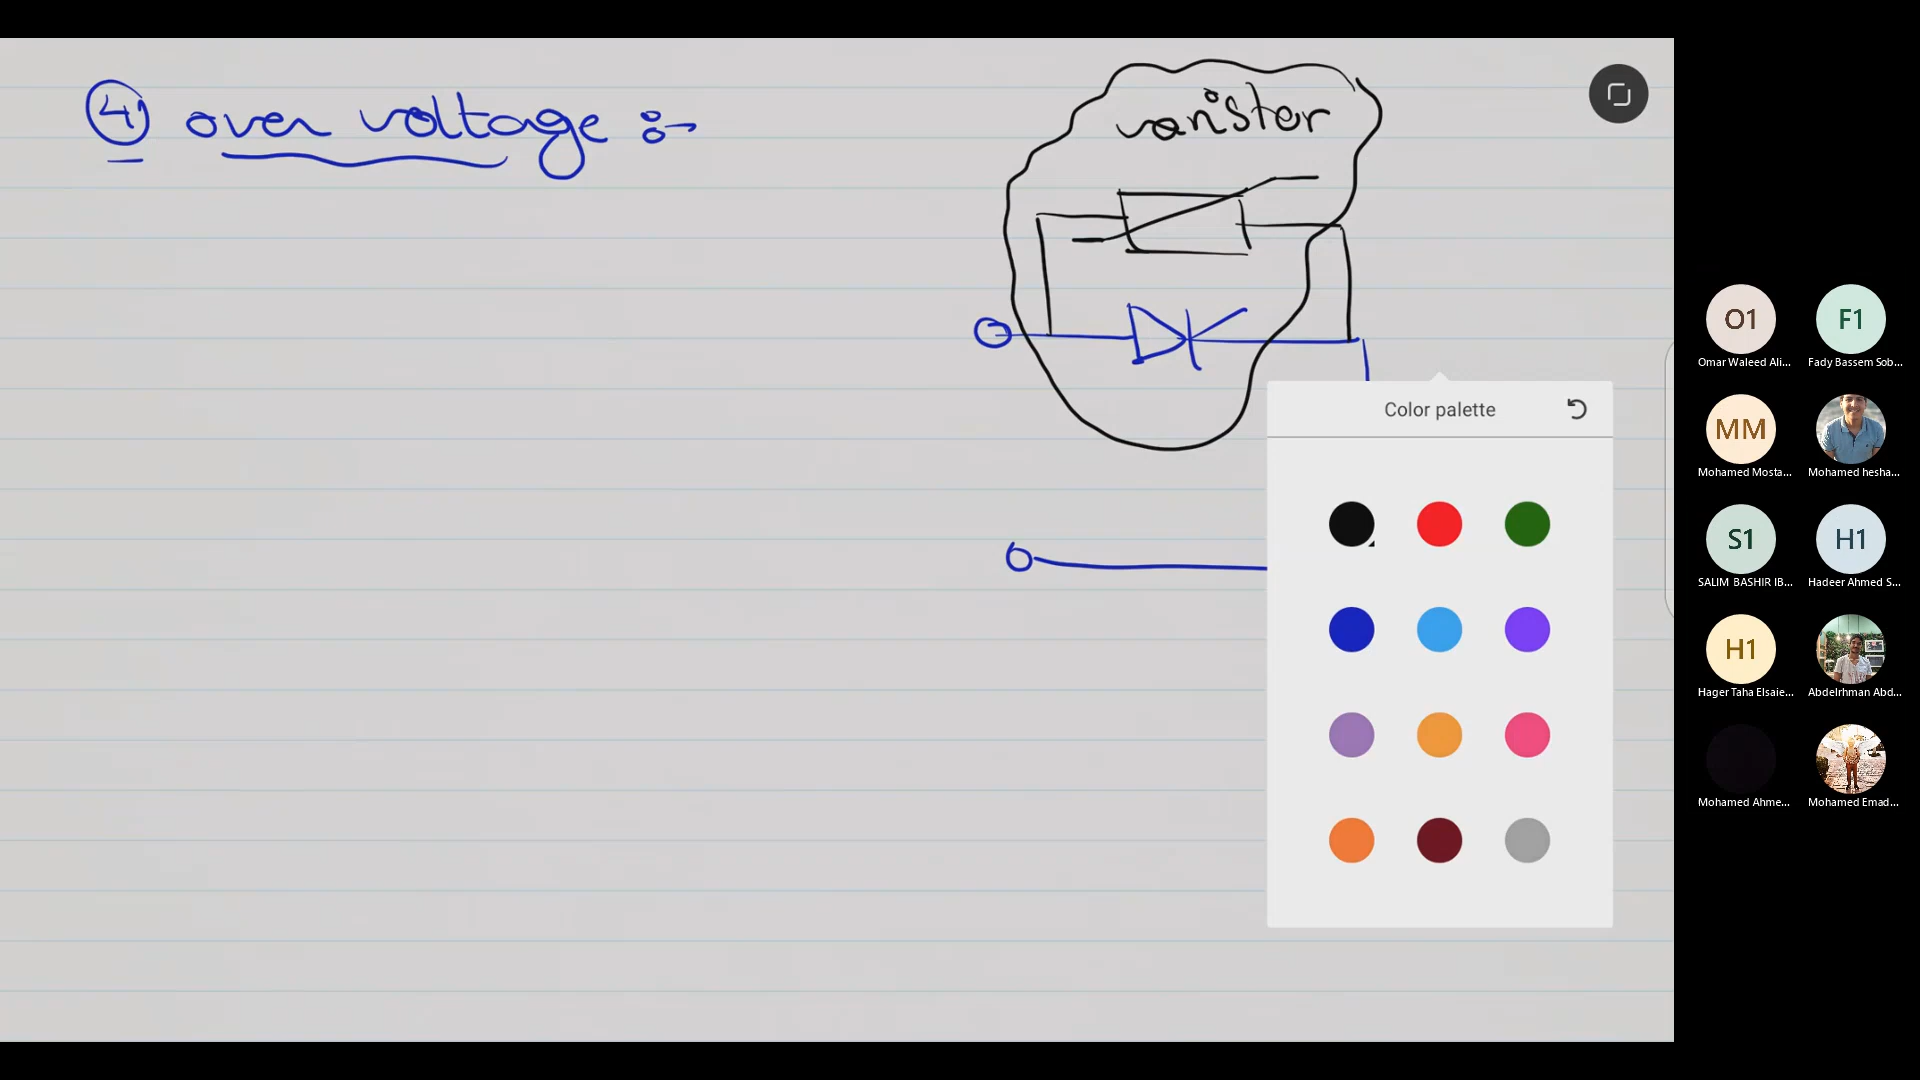 ④ over voltage :-
varistor
Color palette
O1
F1
Omar Waleed Ali...
Fady Bassem Sob...
MM
Mohamed Mosta...
Mohamed hesha...
S1
H1
SALIM BASHIR IB...
Hadeer Ahmed S...
H1
Hager Taha Elsaie...
Abdelrhman Abd...
Mohamed Ahme...
Mohamed Emad...